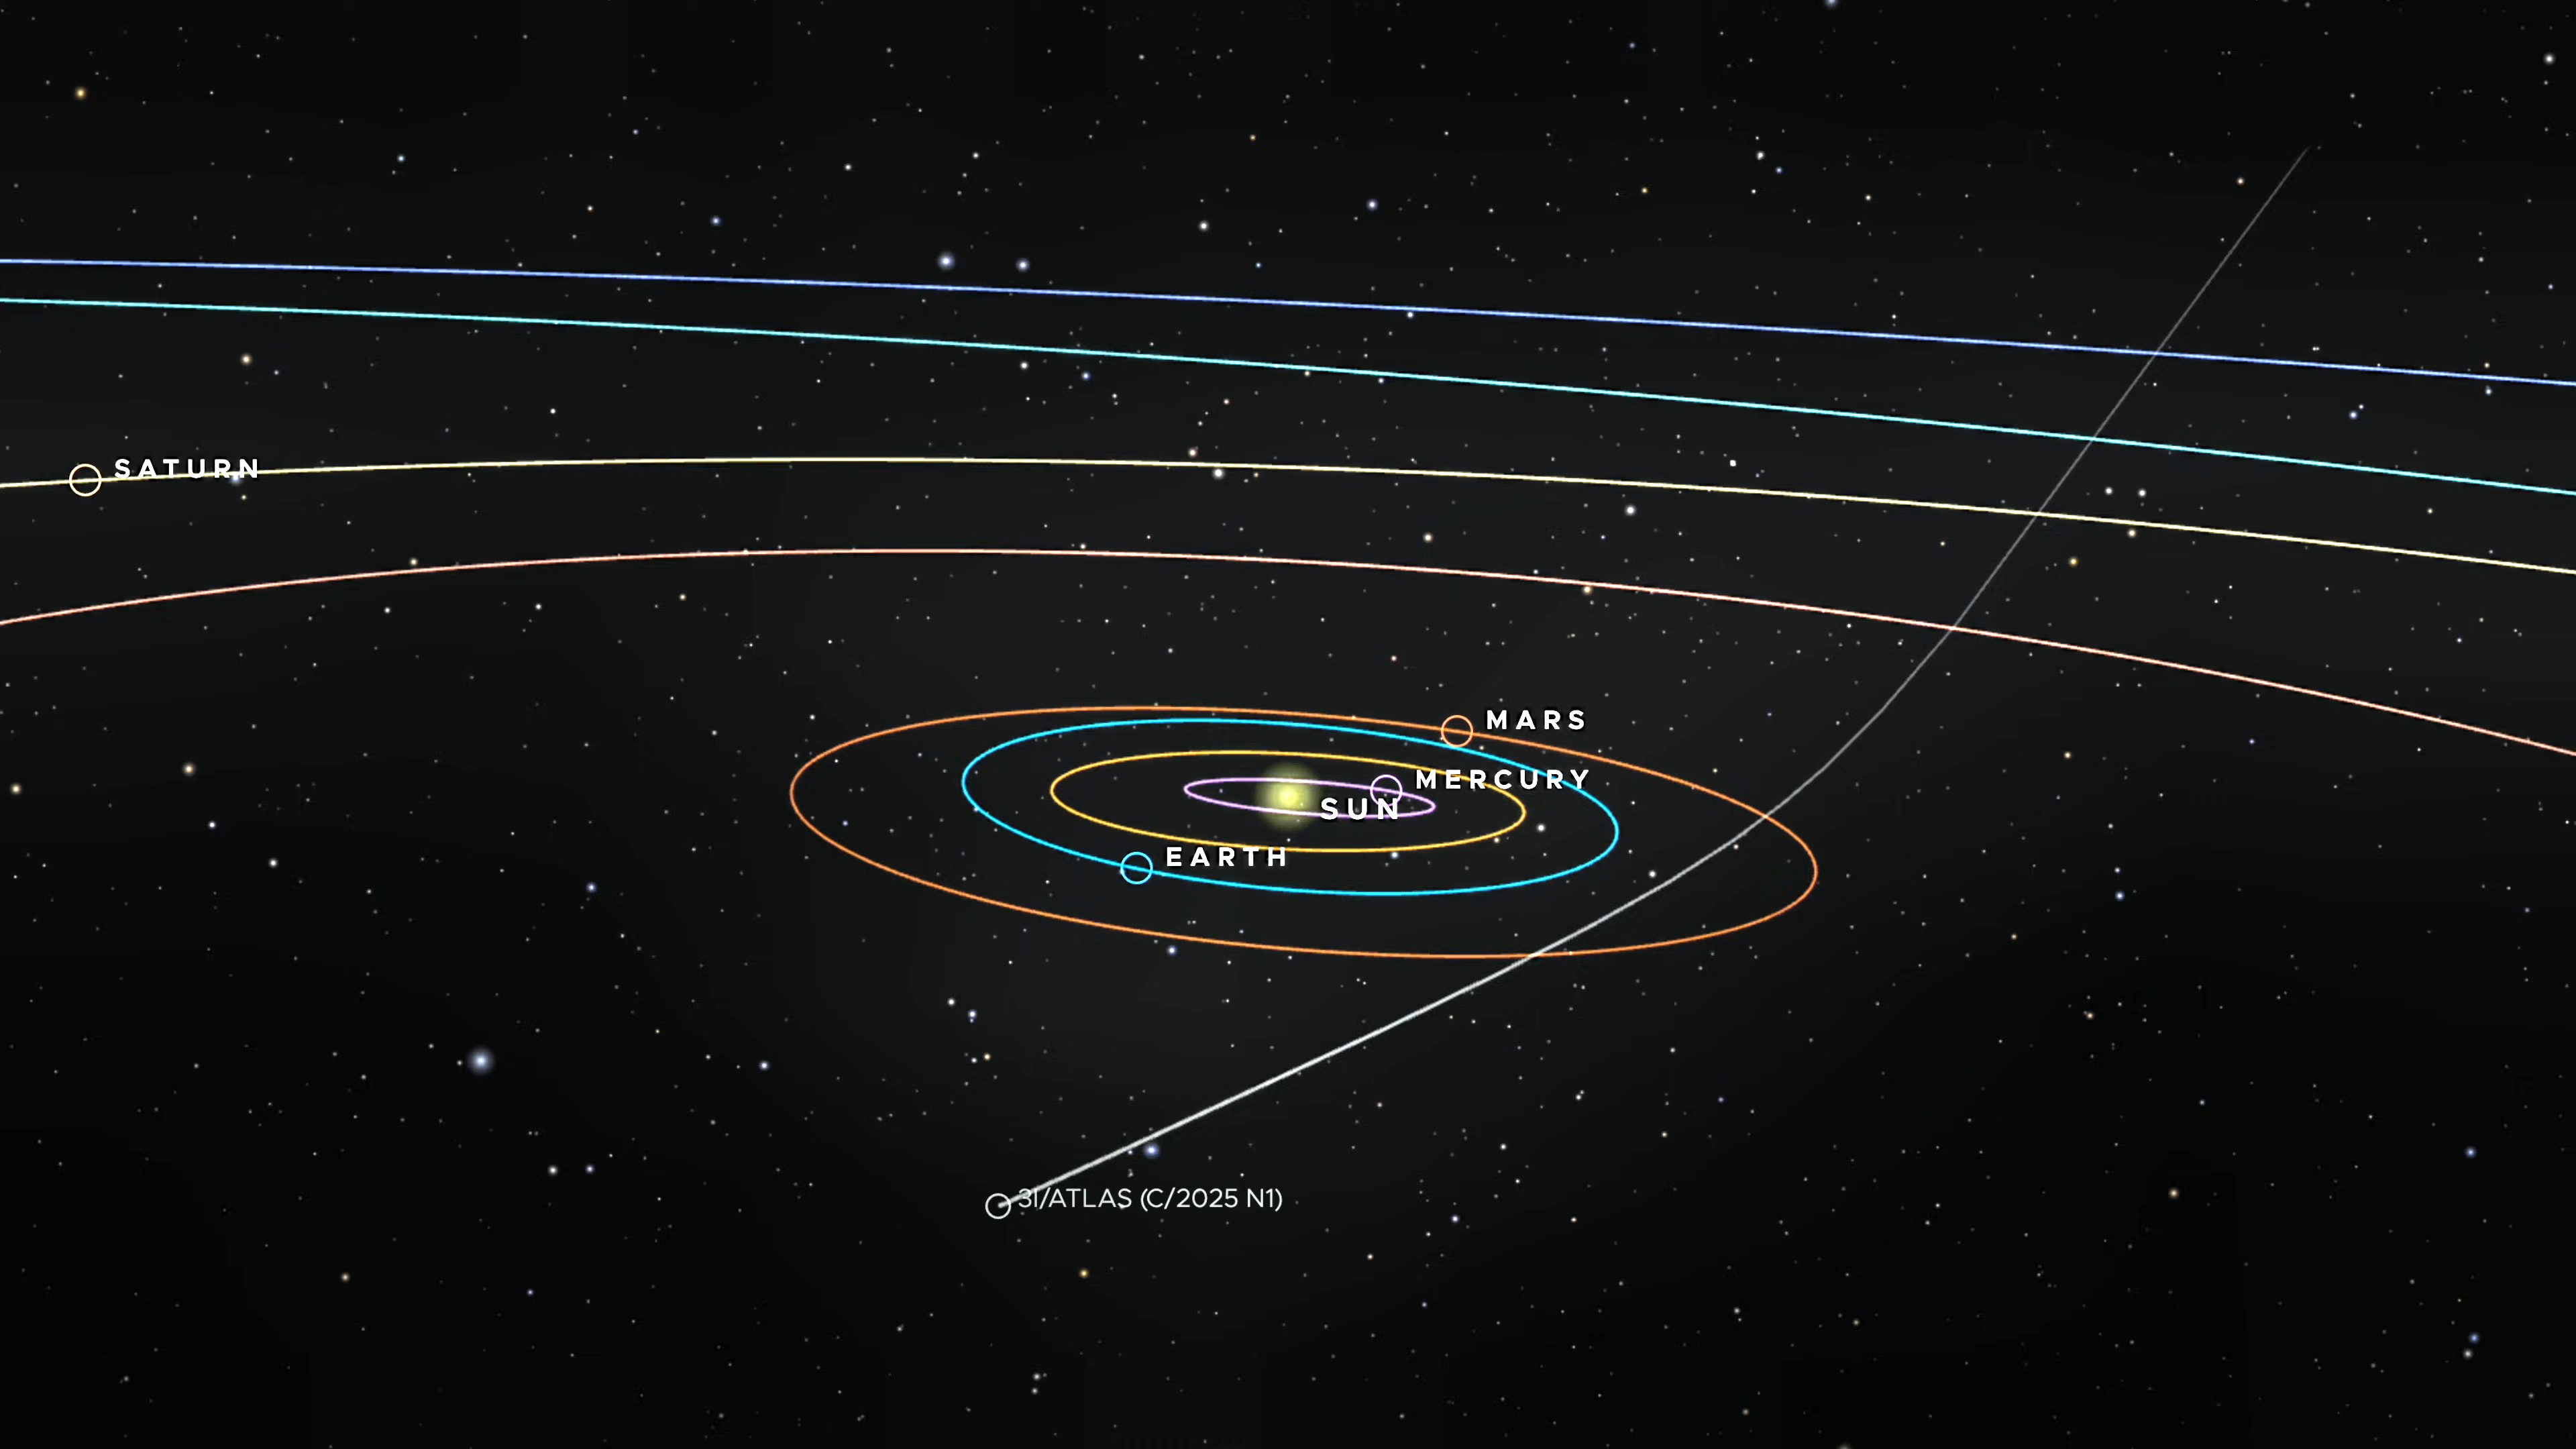 SATURN
MARS
MERCURY
SUN
EARTH
3I/ATLAS (C/2025 N1)